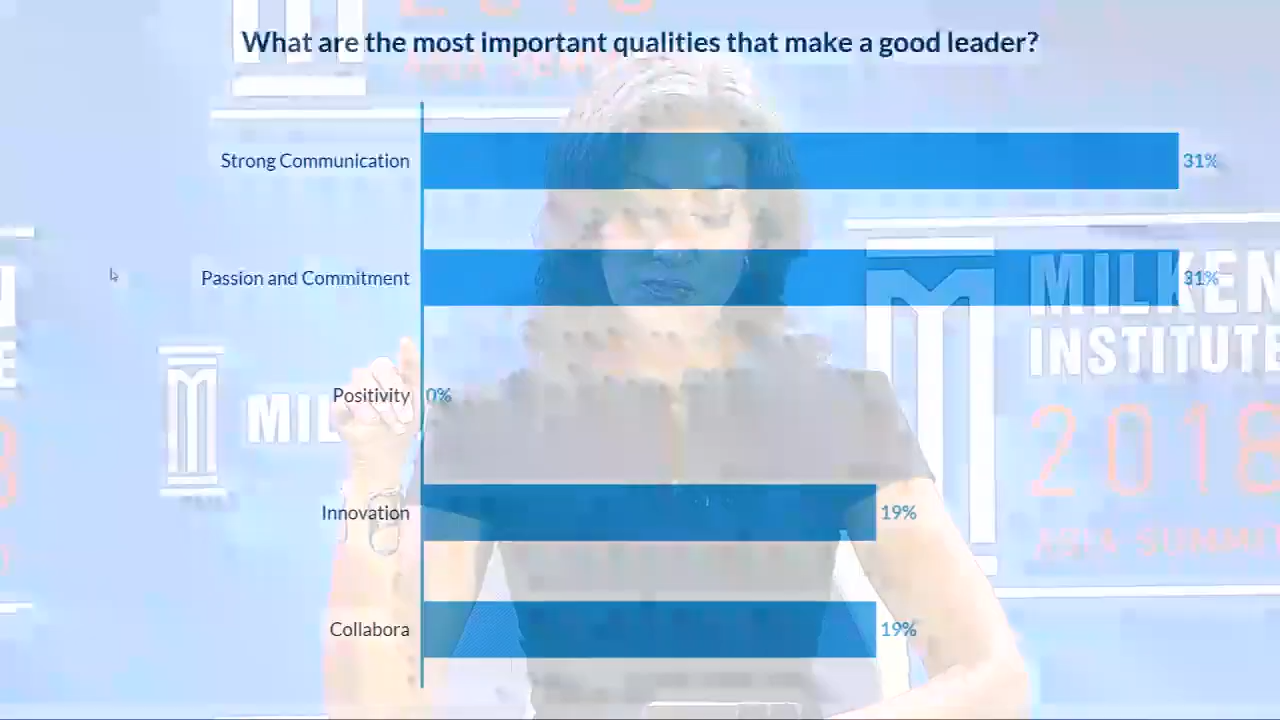 What are the most important qualities that make a good leader?
Strong Communication
31%
Passion and Commitment
31%
MILKEN
INSTITUTE
2018
ASIA SUMMIT
Positivity
0%
MIL
Innovation
19%
Collabora
19%